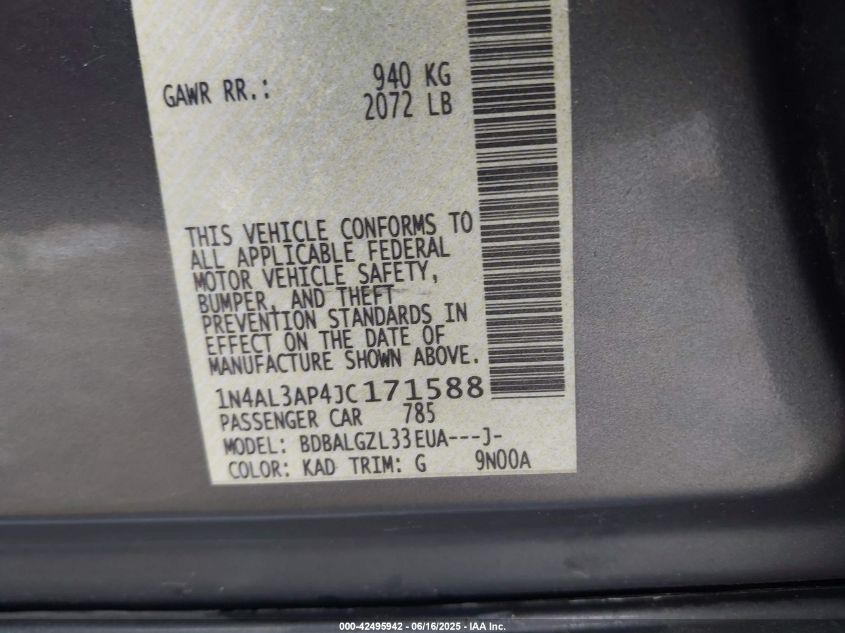 GAWR RR.: 940 KG
2072 LB
THIS VEHICLE CONFORMS TO
ALL APPLICABLE FEDERAL
MOTOR VEHICLE SAFETY,
BUMPER, AND THEFT
PREVENTION STANDARDS IN
EFFECT ON THE DATE OF
MANUFACTURE SHOWN ABOVE.
1N4AL3AP4JC171588
PASSENGER CAR 785
MODEL: BDBALGZL33EUA---J-
COLOR: KAD TRIM: G 9N00A
000-42495942 - 06/16/2025 - IAA Inc.